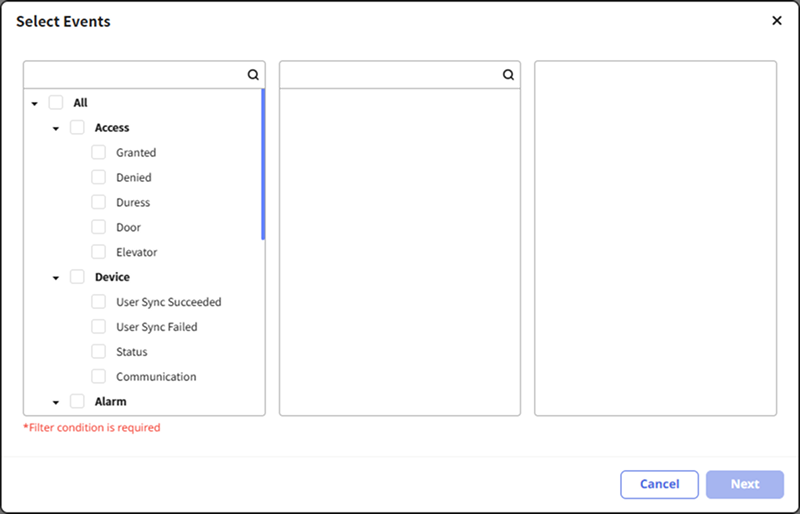 Select Events
All
Access
Granted
Denied
Duress
Door
Elevator
Device
User Sync Succeeded
User Sync Failed
Status
Communication
Alarm
*Filter condition is required
Cancel
Next